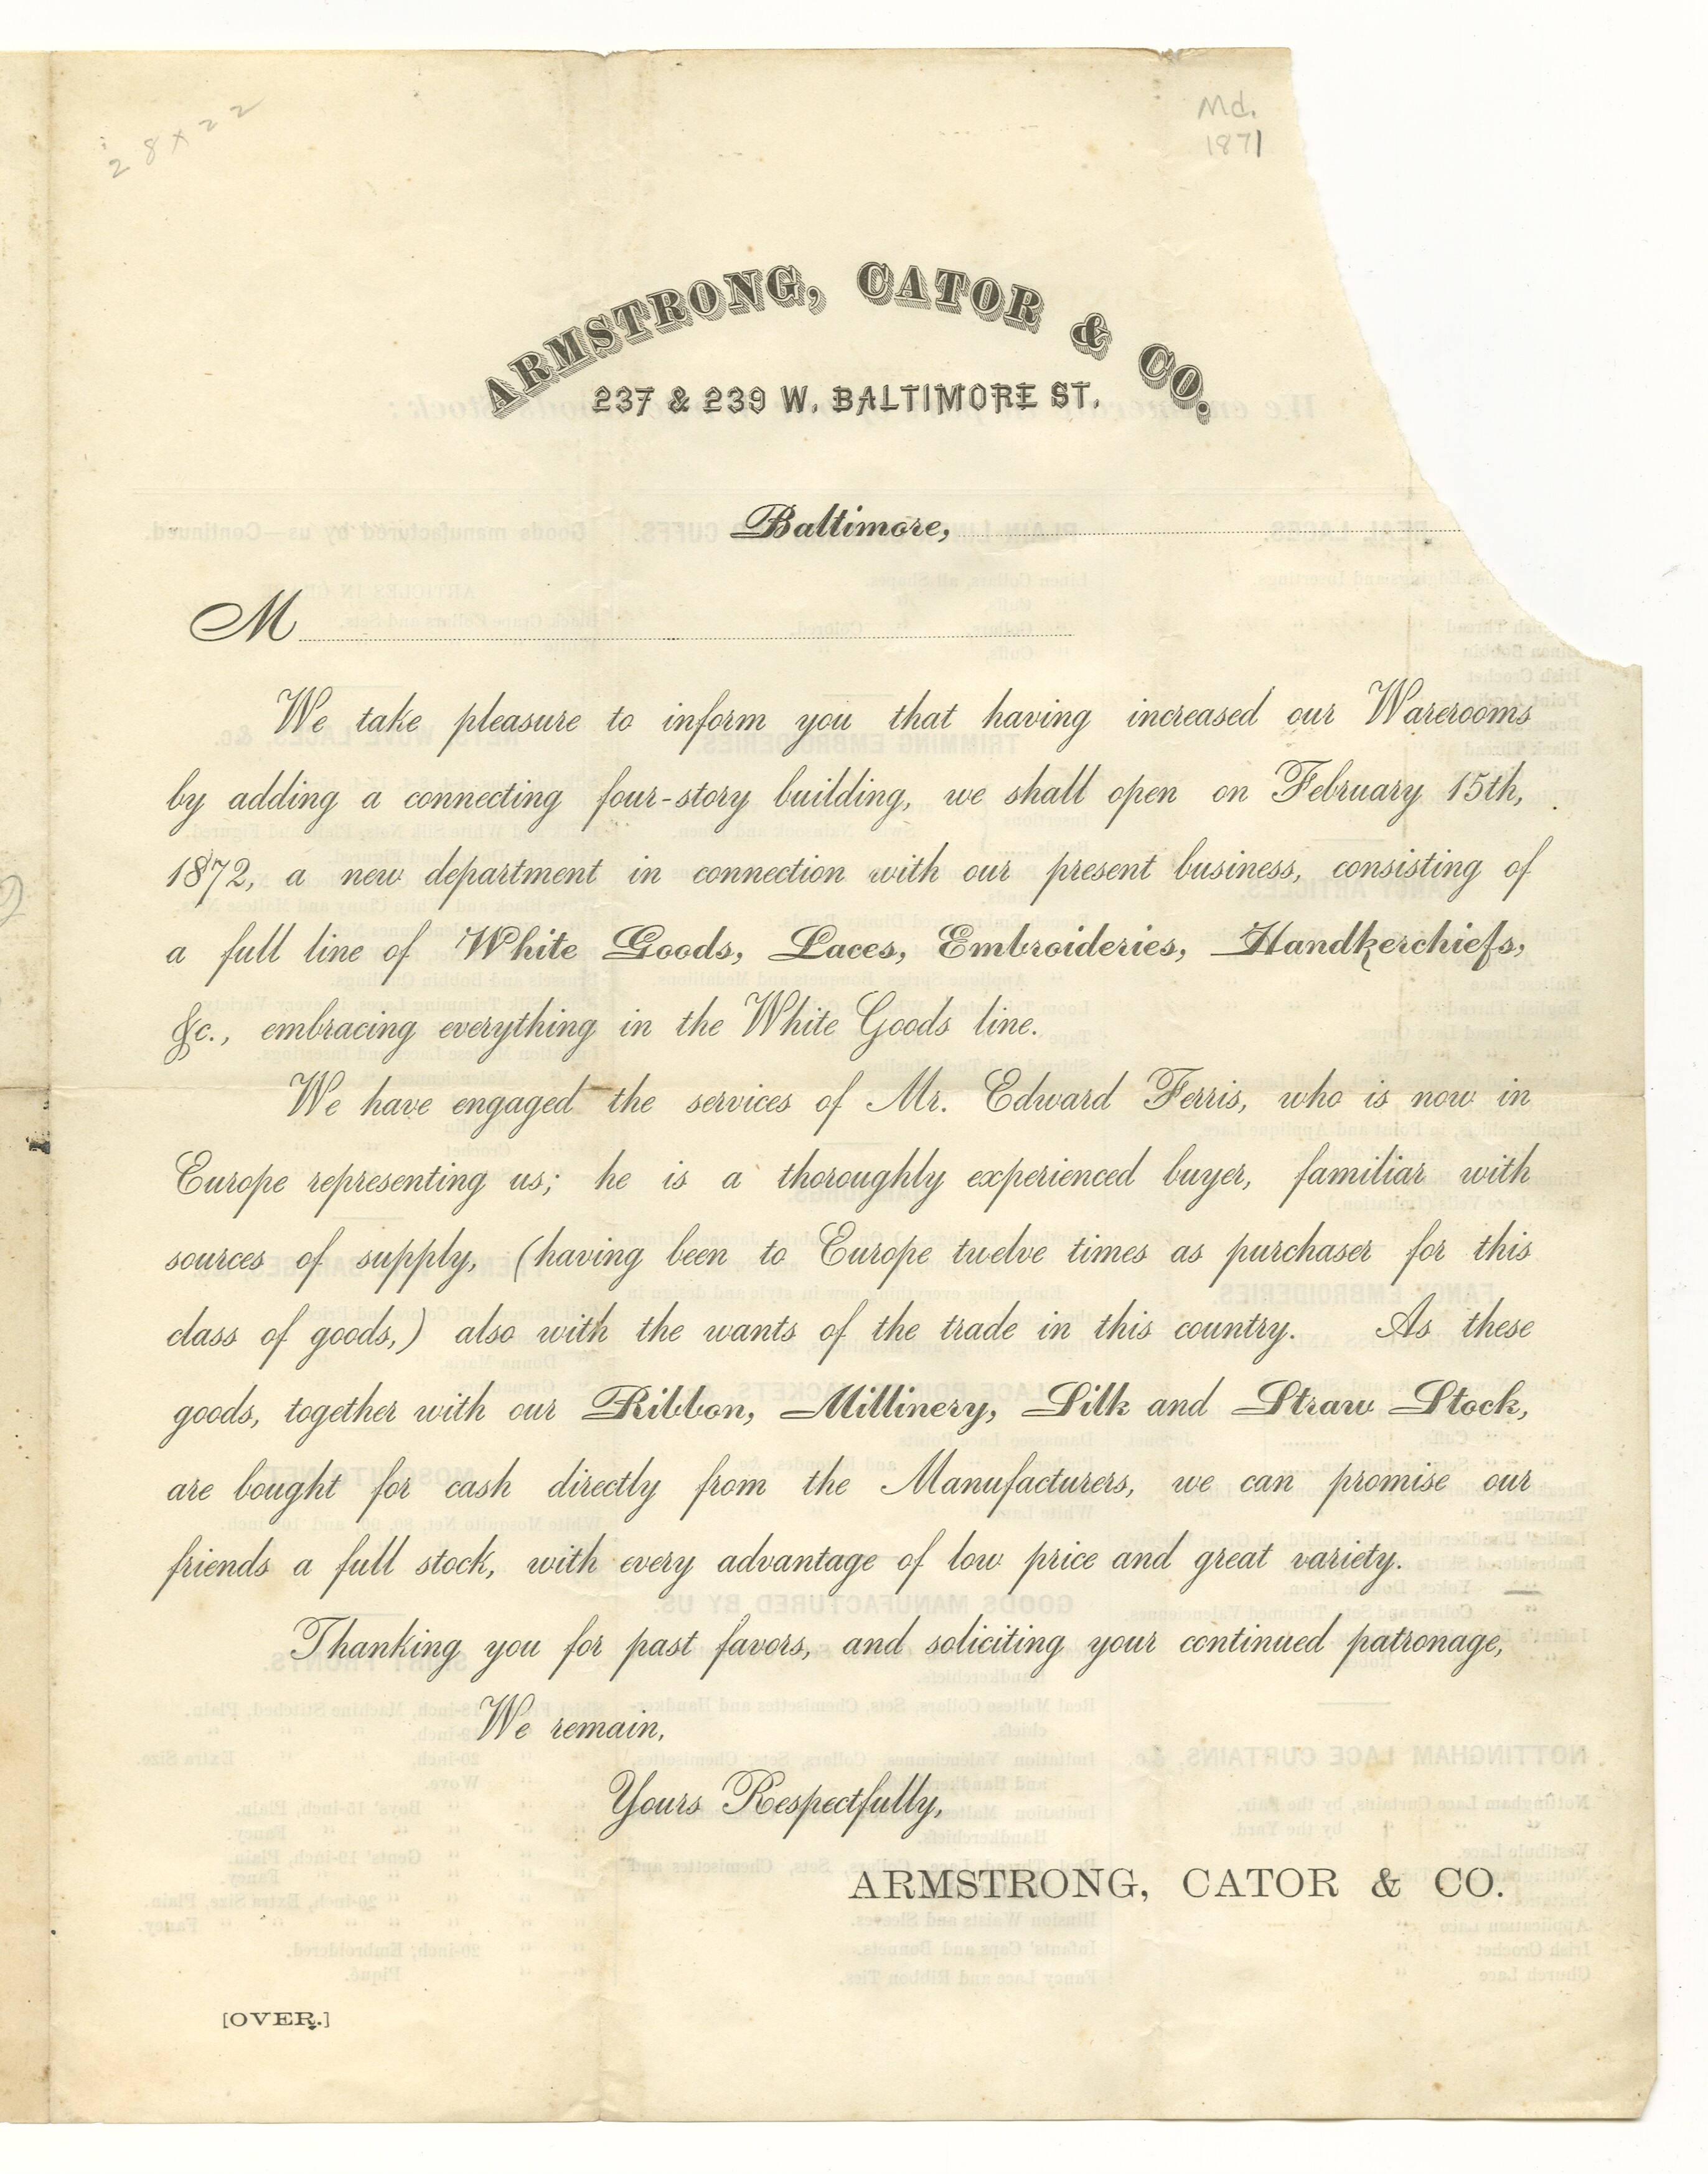 28 x 22
Md.
1871
ARMSTRONG, CATOR & CO.
237 & 239 W. BALTIMORE ST.
Baltimore,
M
We take pleasure to inform you that having increased our Warerooms
by adding a connecting four-story building, we shall open on February 15th,
1872, a new department in connection with our present business, consisting of
a full line of White Goods, Laces, Embroideries, Handkerchiefs,
&c., embracing everything in the White Goods line.
We have engaged the services of Mr. Edward Ferris, who is now in
Europe representing us; he is a thoroughly experienced buyer, familiar with
sources of supply, (having been to Europe twelve times as purchaser for this
class of goods,) also with the wants of the trade in this country. As these
goods, together with our Ribbon, Millinery, Silk and Straw Stock,
are bought for cash directly from the Manufacturers, we can promise our
friends a full stock, with every advantage of low price and great variety.
Thanking you for past favors, and soliciting your continued patronage,
We remain,
Yours Respectfully,
ARMSTRONG, CATOR & CO.
[OVER.]